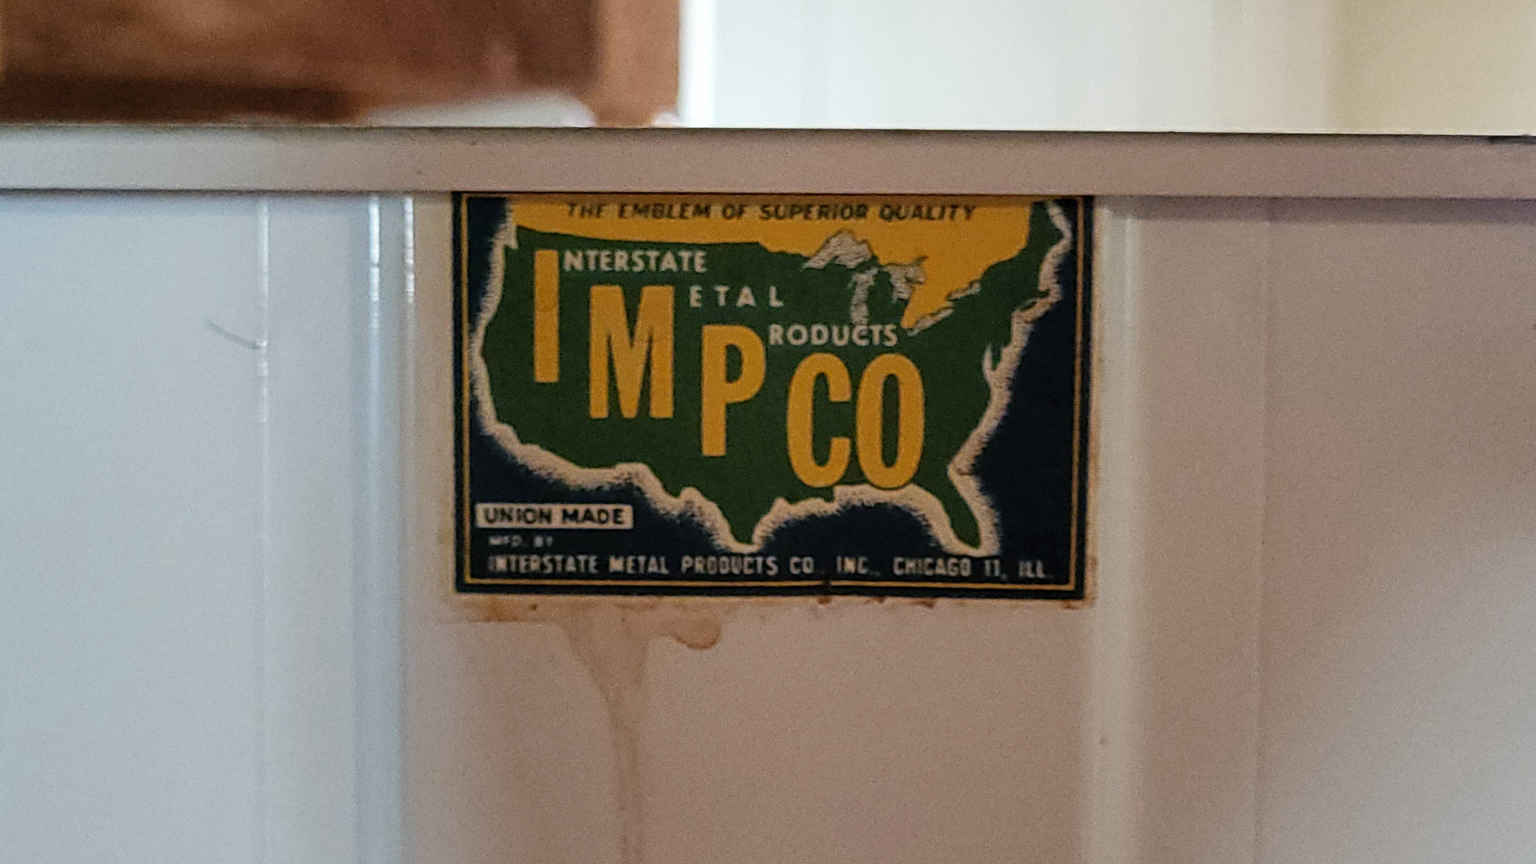 THE EMBLEM OF SUPERIOR QUALITY
INTERSTATE
METAL
PRODUCTS
CO
UNION MADE
MFD. BY
INTERSTATE METAL PRODUCTS CO. INC., CHICAGO 11, ILL.